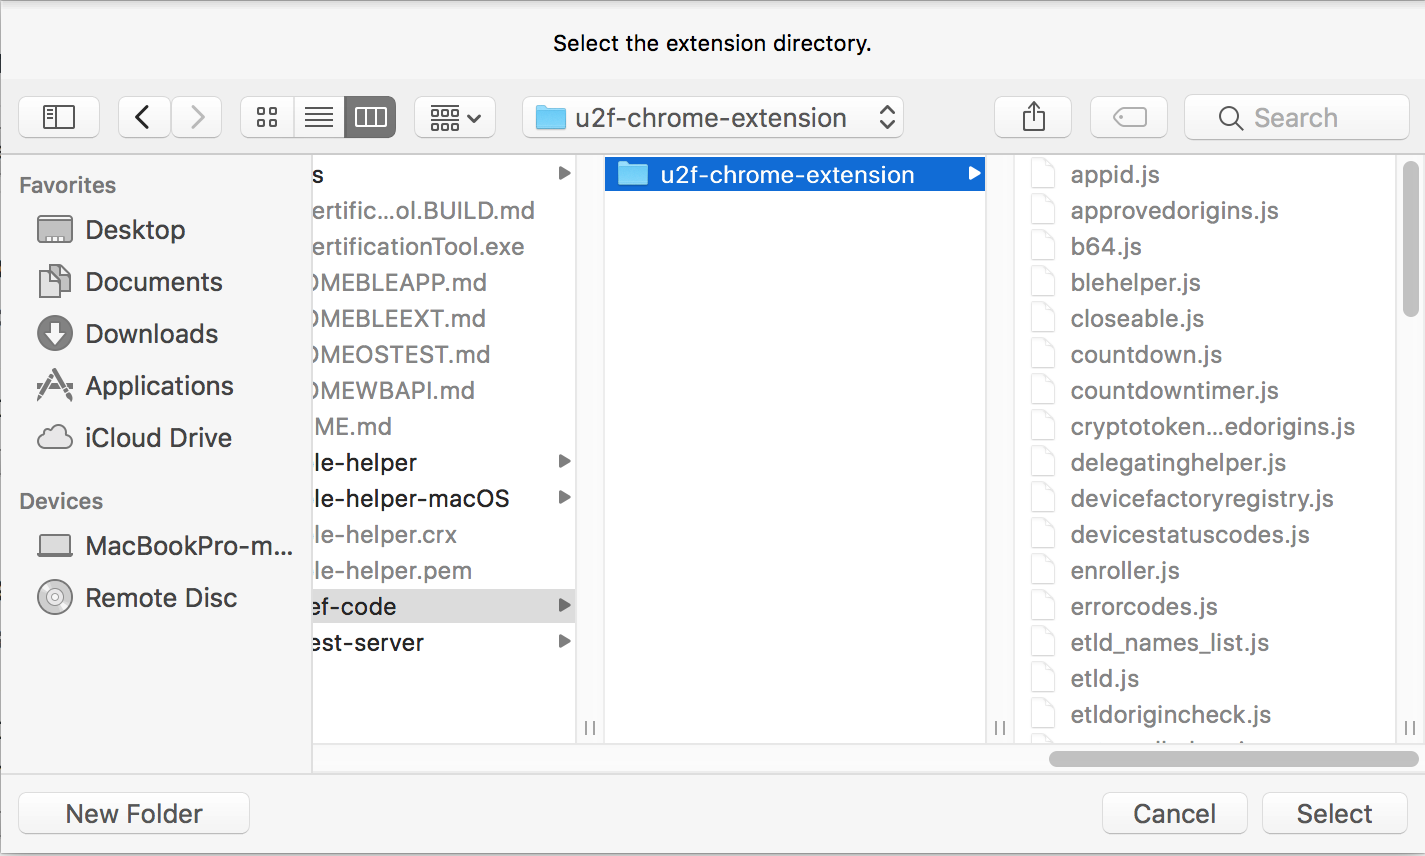 Select the extension directory.
u2f-chrome-extension
Search
Favorites
Desktop
Documents
Downloads
Applications
iCloud Drive
Devices
MacBookPro-m...
Remote Disc
s
ertific...ol.BUILD.md
ertificationTool.exe
OMEBLEAPP.md
OMEBLEEXT.md
OMEOSTEST.md
OMEWBAPI.md
ME.md
le-helper
le-helper-macOS
le-helper.crx
le-helper.pem
ef-code
est-server
u2f-chrome-extension
appid.js
approvedorigins.js
b64.js
blehelper.js
closeable.js
countdown.js
countdowntimer.js
cryptotoken...edorigins.js
delegatinghelper.js
devicefactoryregistry.js
devicestatuscodes.js
enroller.js
errorcodes.js
etld_names_list.js
etld.js
etldorigincheck.js
New Folder
Cancel
Select